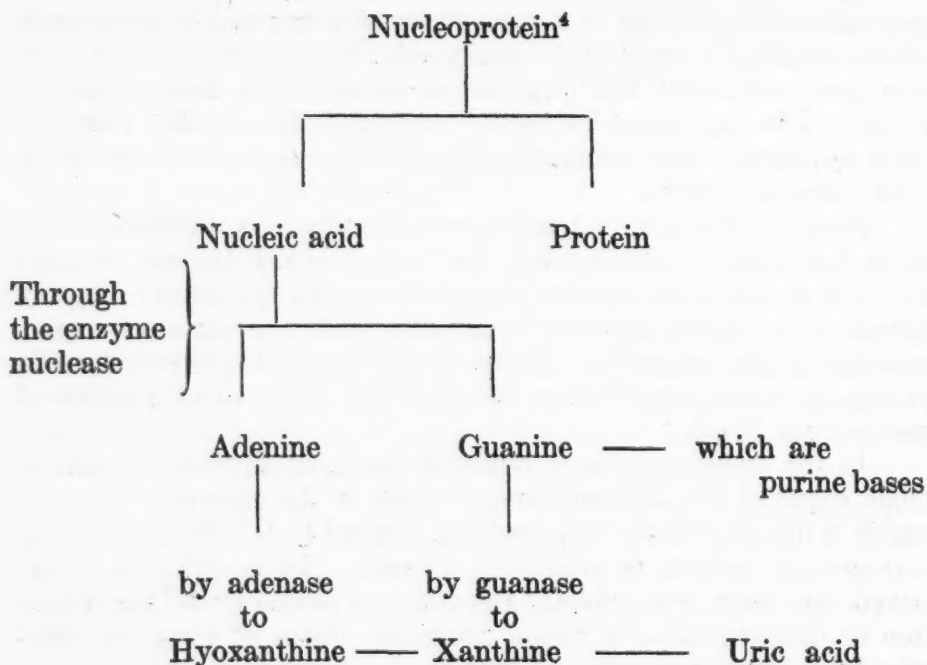 Nucleoprotein⁴
Nucleic acid Protein
Through
the enzyme
nuclease
Adenine Guanine — which are
purine bases
by adenase by guanase
to to
Hyoxanthine — Xanthine — Uric acid